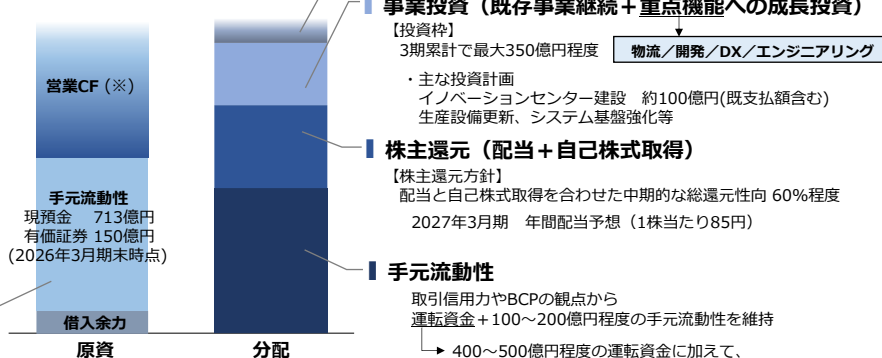 事業投資（既存事業継続＋重点機能への成長投資）
【投資枠】
3期累計で最大350億円程度
物流／開発／DX／エンジニアリング
・主な投資計画
イノベーションセンター建設　約100億円(既支払額含む)
生産設備更新、システム基盤強化等
株主還元（配当＋自己株式取得）
【株主還元方針】
配当と自己株式取得を合わせた中期的な総還元性向 60％程度
2027年3月期　年間配当予想（1株当たり85円）
手元流動性
取引信用力やBCPの観点から
運転資金＋100～200億円程度の手元流動性を維持
400～500億円程度の運転資金に加えて、
営業CF（※）
手元流動性
現預金　713億円
有価証券 150億円
(2026年3月期末時点)
借入余力
原資
分配